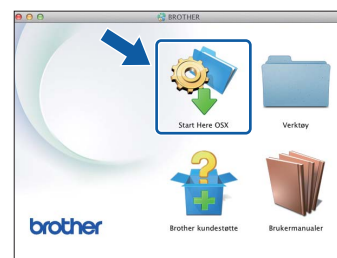 BROTHER
Start Here OSX
Verktøy
Brother kundestøtte
Brukermanualer
brother